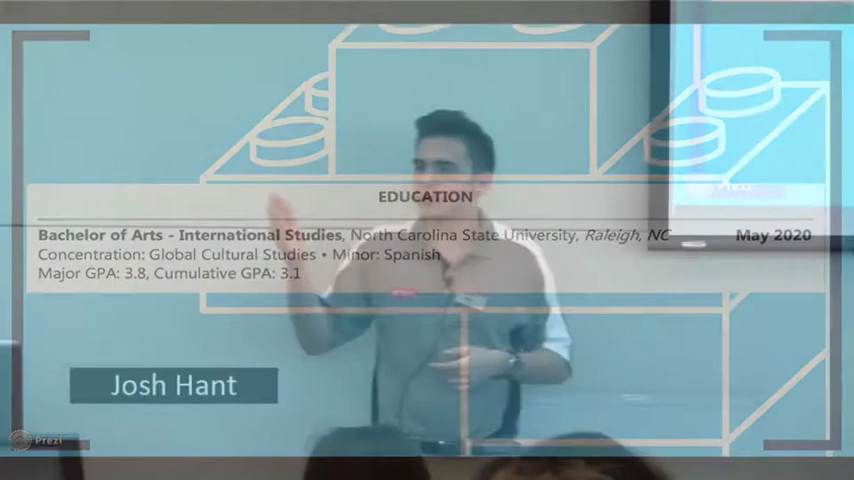 Prezi
EDUCATION
Bachelor of Arts - International Studies, North Carolina State University, Raleigh, NC May 2020
Concentration: Global Cultural Studies • Minor: Spanish
Major GPA: 3.8, Cumulative GPA: 3.1
Josh Hant
Prezi